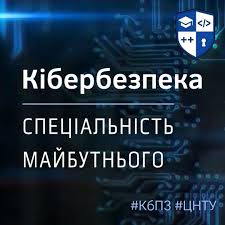 </>
++
Кібербезпека
СПЕЦІАЛЬНІСТЬ
МАЙБУТНЬОГО
#КбПЗ #ЦНТУ